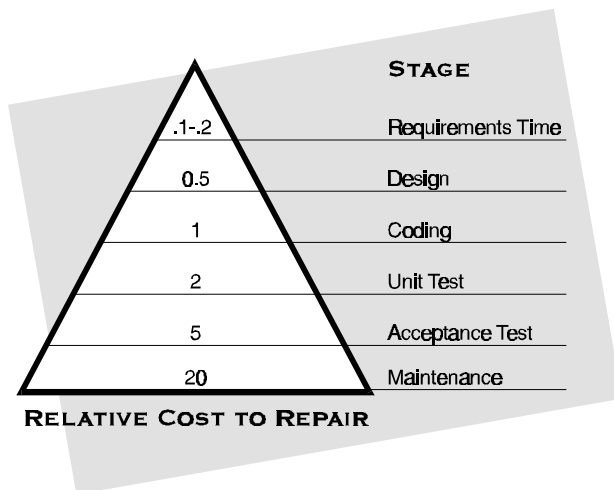 STAGE
.1-.2 Requirements Time
0.5 Design
1 Coding
2 Unit Test
5 Acceptance Test
20 Maintenance
RELATIVE COST TO REPAIR